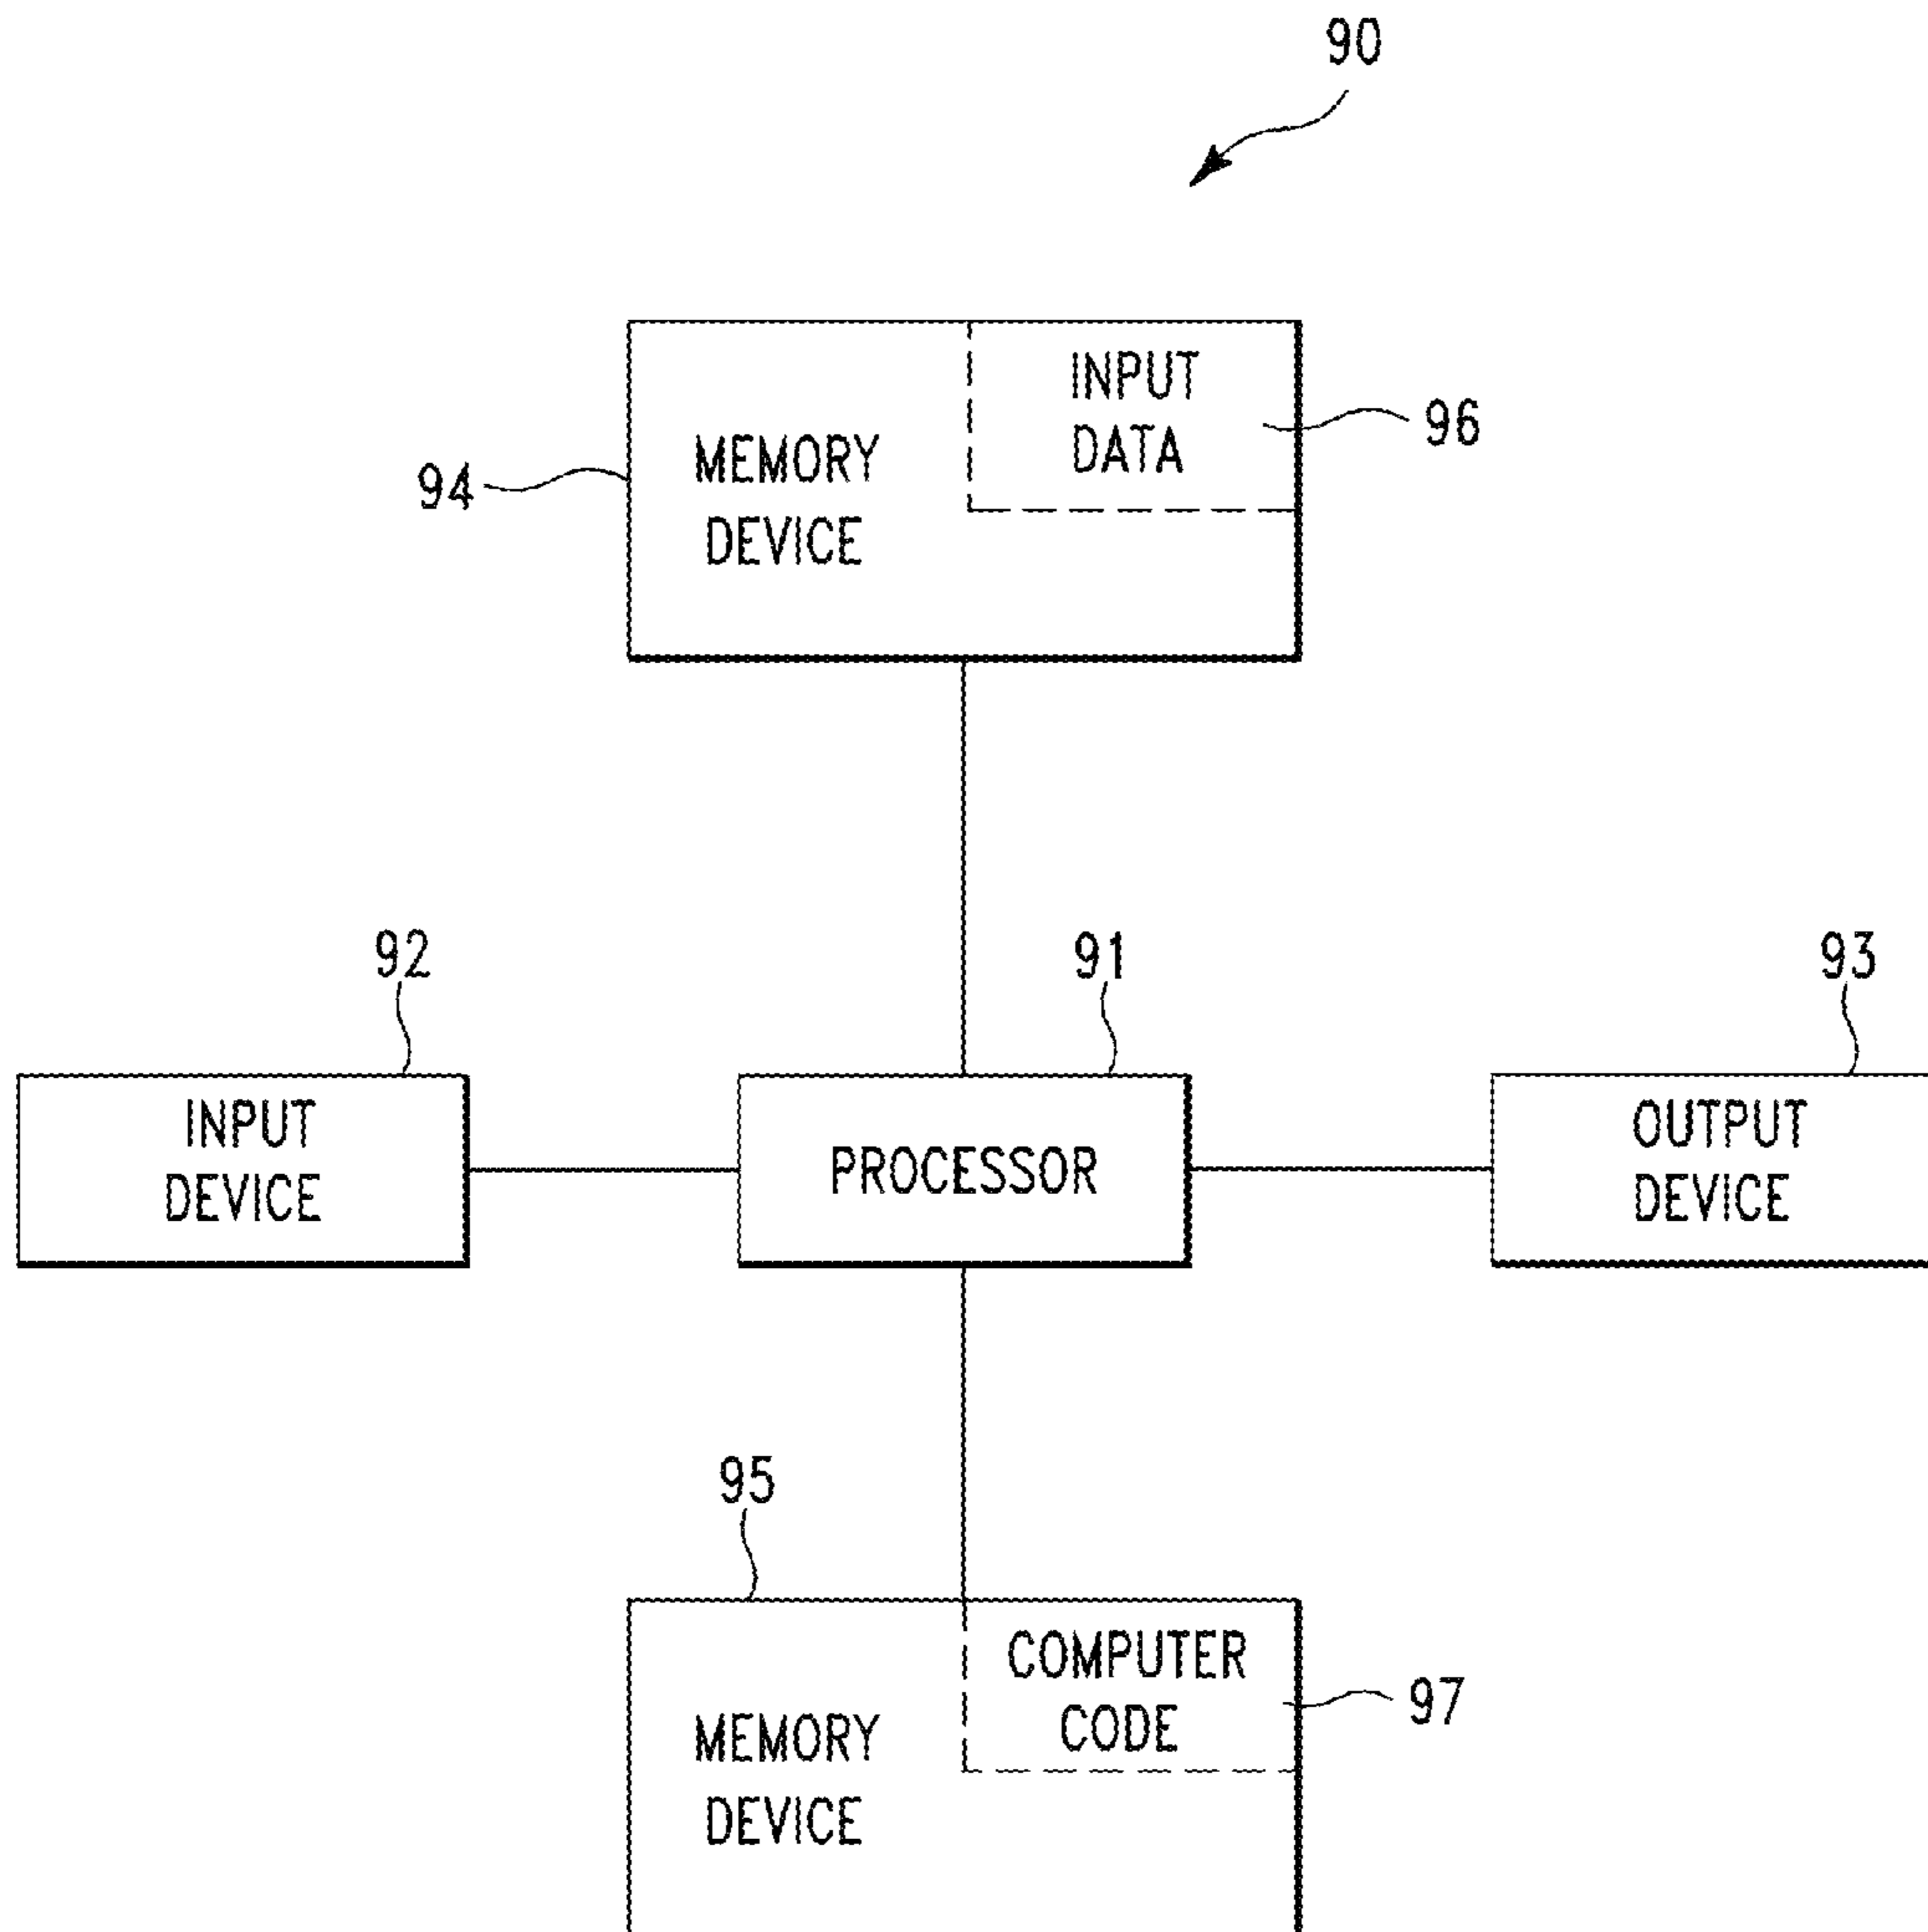 90
INPUT
DATA
96
MEMORY
DEVICE
94
92
91
93
INPUT
DEVICE
PROCESSOR
OUTPUT
DEVICE
95
COMPUTER
CODE
97
MEMORY
DEVICE